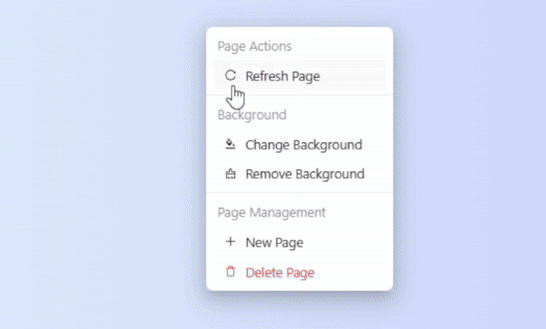 Page Actions
Refresh Page
Background
Change Background
Remove Background
Page Management
New Page
Delete Page